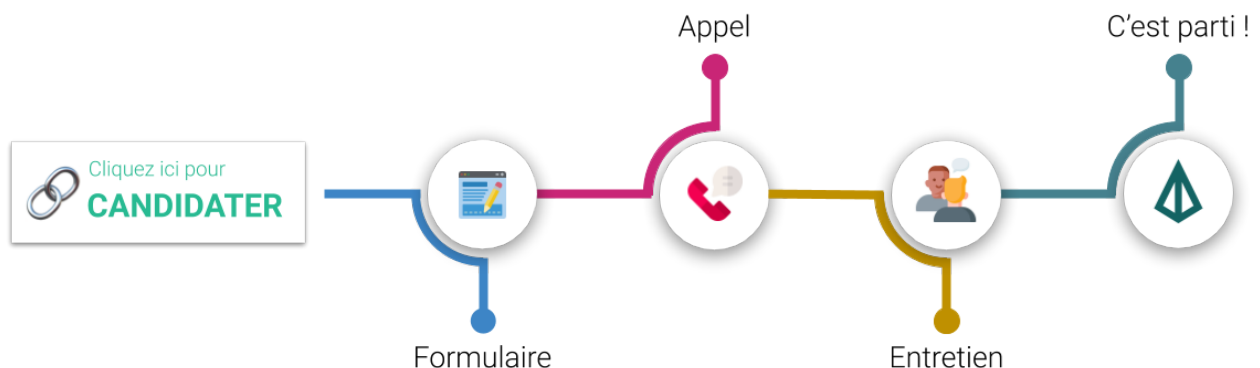 Cliquez ici pour
CANDIDATER
Formulaire
Appel
Entretien
C'est parti !